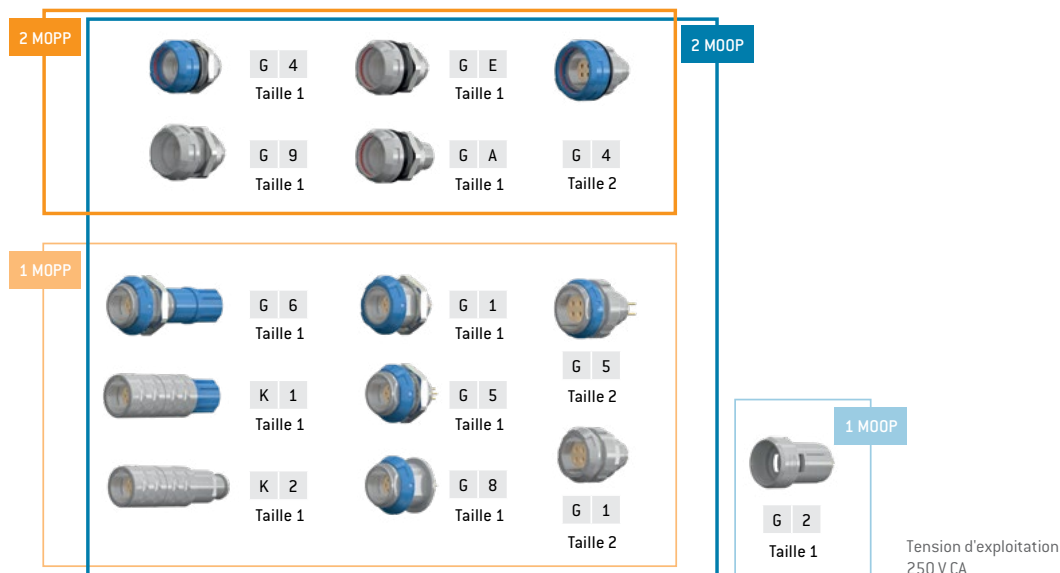 2 MOPP
2 MOOP
G 4
Taille 1
G E
Taille 1
G 9
Taille 1
G A
Taille 1
G 4
Taille 2
1 MOPP
G 6
Taille 1
G 1
Taille 1
G 5
Taille 2
K 1
Taille 1
G 5
Taille 1
K 2
Taille 1
G 8
Taille 1
G 1
Taille 2
1 MOOP
G 2
Taille 1
Tension d'exploitation
250 V CA